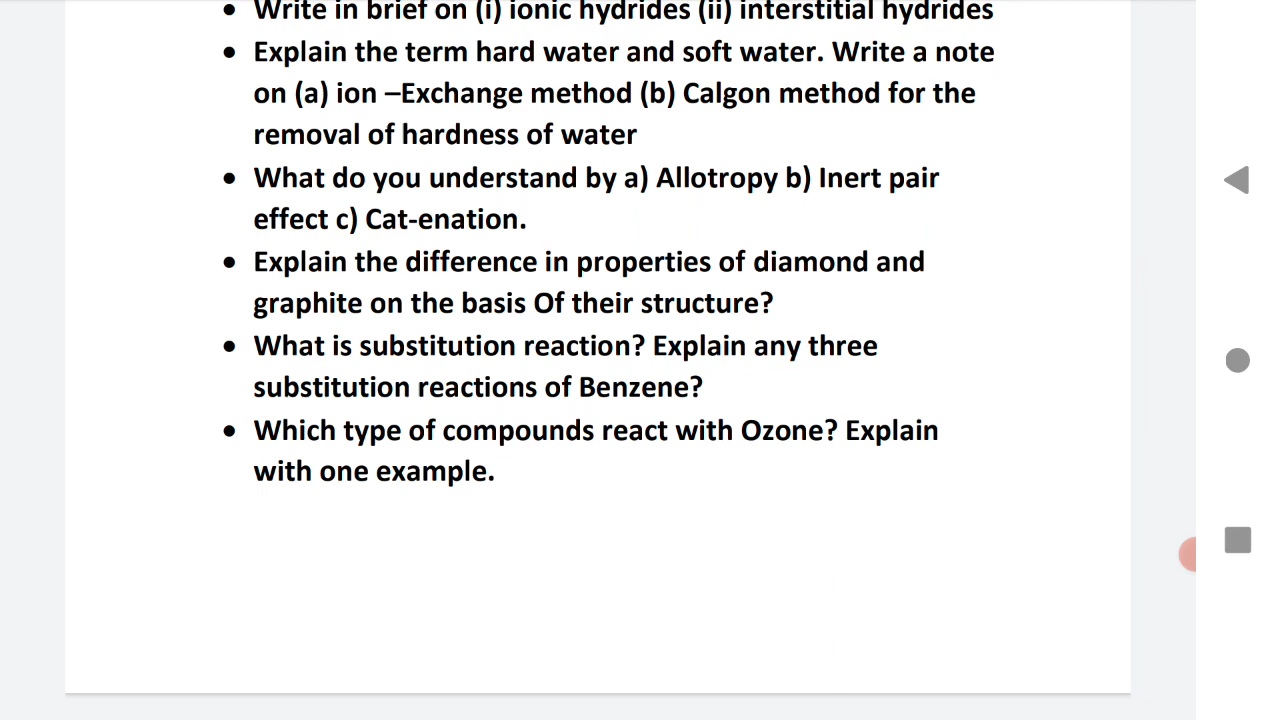 • Write in brief on (i) ionic hydrides (ii) interstitial hydrides
• Explain the term hard water and soft water. Write a note
on (a) ion –Exchange method (b) Calgon method for the
removal of hardness of water
• What do you understand by a) Allotropy b) Inert pair
effect c) Cat-enation.
• Explain the difference in properties of diamond and
graphite on the basis Of their structure?
• What is substitution reaction? Explain any three
substitution reactions of Benzene?
• Which type of compounds react with Ozone? Explain
with one example.